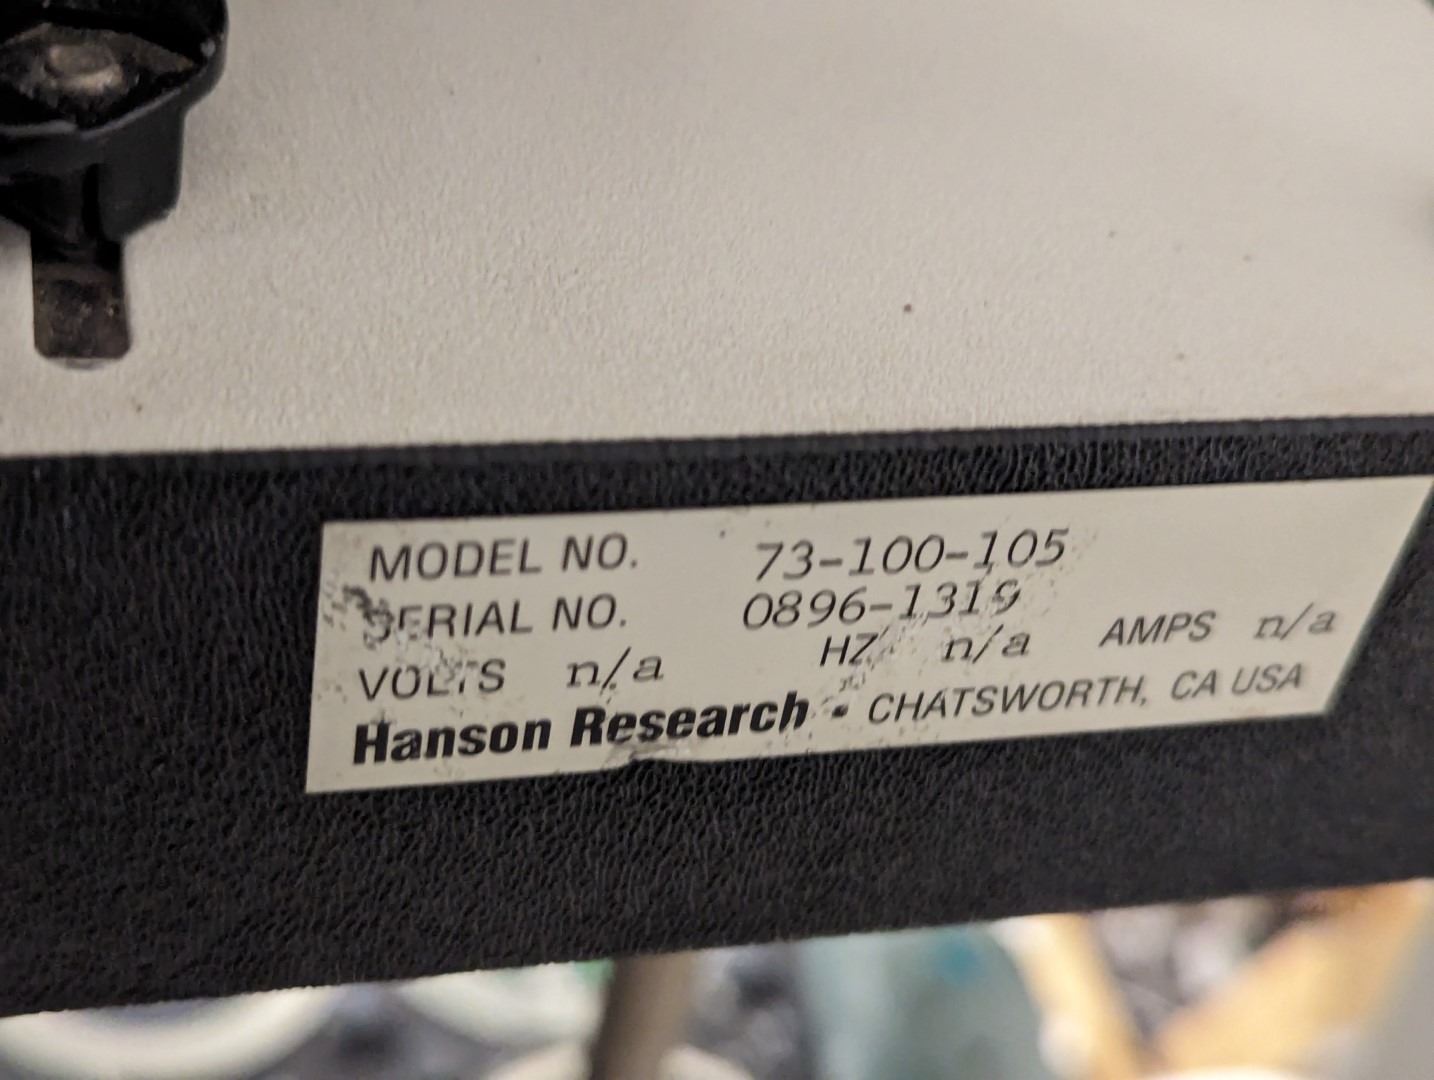 MODEL NO. 73-100-105
SERIAL NO. 0896-1319
VOLTS n/a HZ n/a AMPS n/a
Hanson Research • CHATSWORTH, CA USA